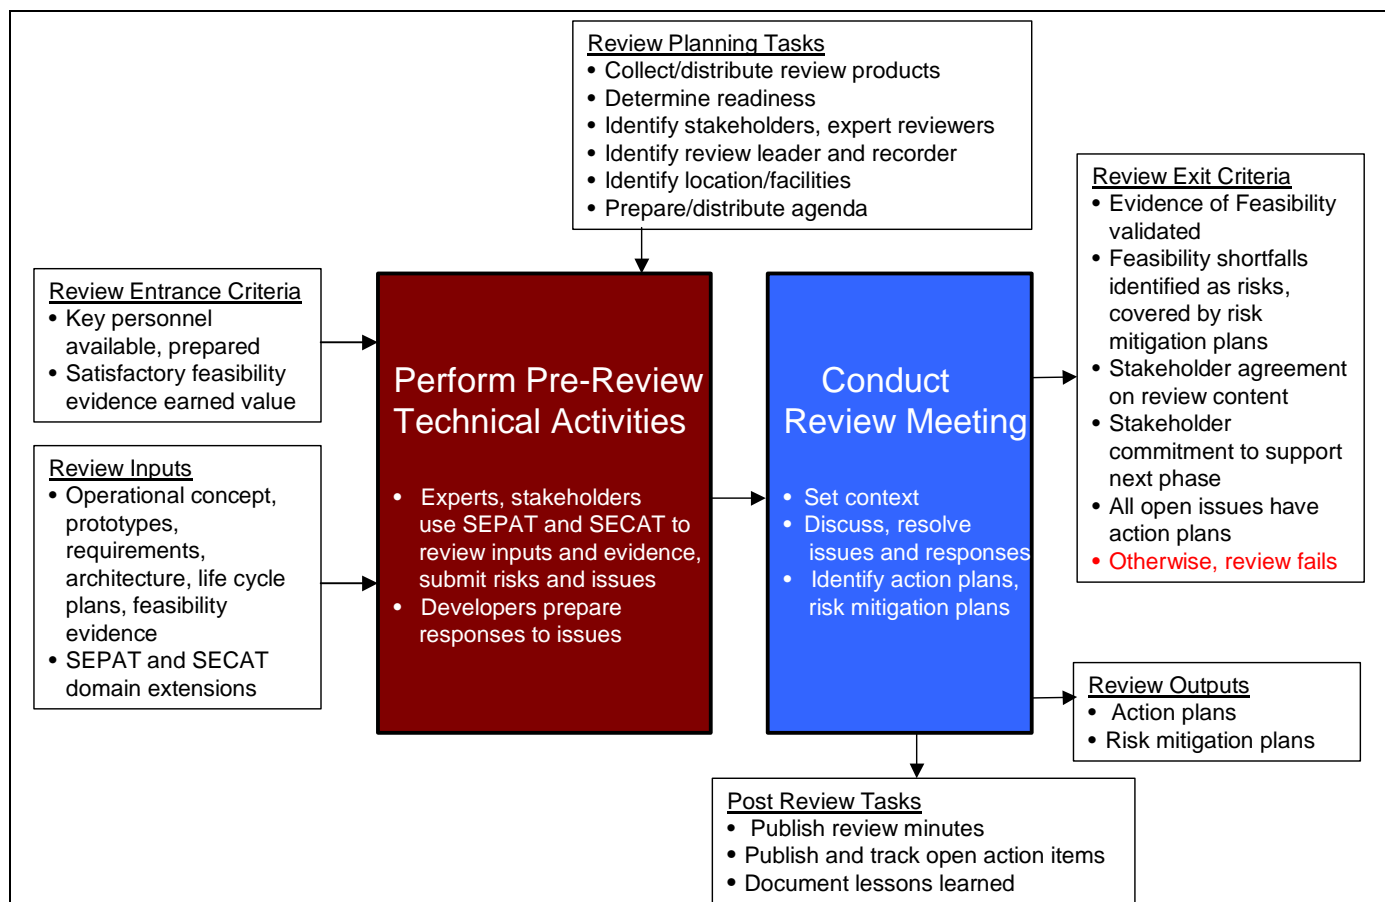 Review Planning Tasks
• Collect/distribute review products
• Determine readiness
• Identify stakeholders, expert reviewers
• Identify review leader and recorder
• Identify location/facilities
• Prepare/distribute agenda
Review Entrance Criteria
• Key personnel
available, prepared
• Satisfactory feasibility
evidence earned value
Review Inputs
• Operational concept,
prototypes,
requirements,
architecture, life cycle
plans, feasibility
evidence
• SEPAT and SECAT
domain extensions
Perform Pre-Review
Technical Activities
• Experts, stakeholders
use SEPAT and SECAT to
review inputs and evidence,
submit risks and issues
• Developers prepare
responses to issues
Conduct
Review Meeting
• Set context
• Discuss, resolve
issues and responses
• Identify action plans,
risk mitigation plans
Review Exit Criteria
• Evidence of Feasibility
validated
• Feasibility shortfalls
identified as risks,
covered by risk
mitigation plans
• Stakeholder agreement
on review content
• Stakeholder
commitment to support
next phase
• All open issues have
action plans
• Otherwise, review fails
Review Outputs
• Action plans
• Risk mitigation plans
Post Review Tasks
• Publish review minutes
• Publish and track open action items
• Document lessons learned